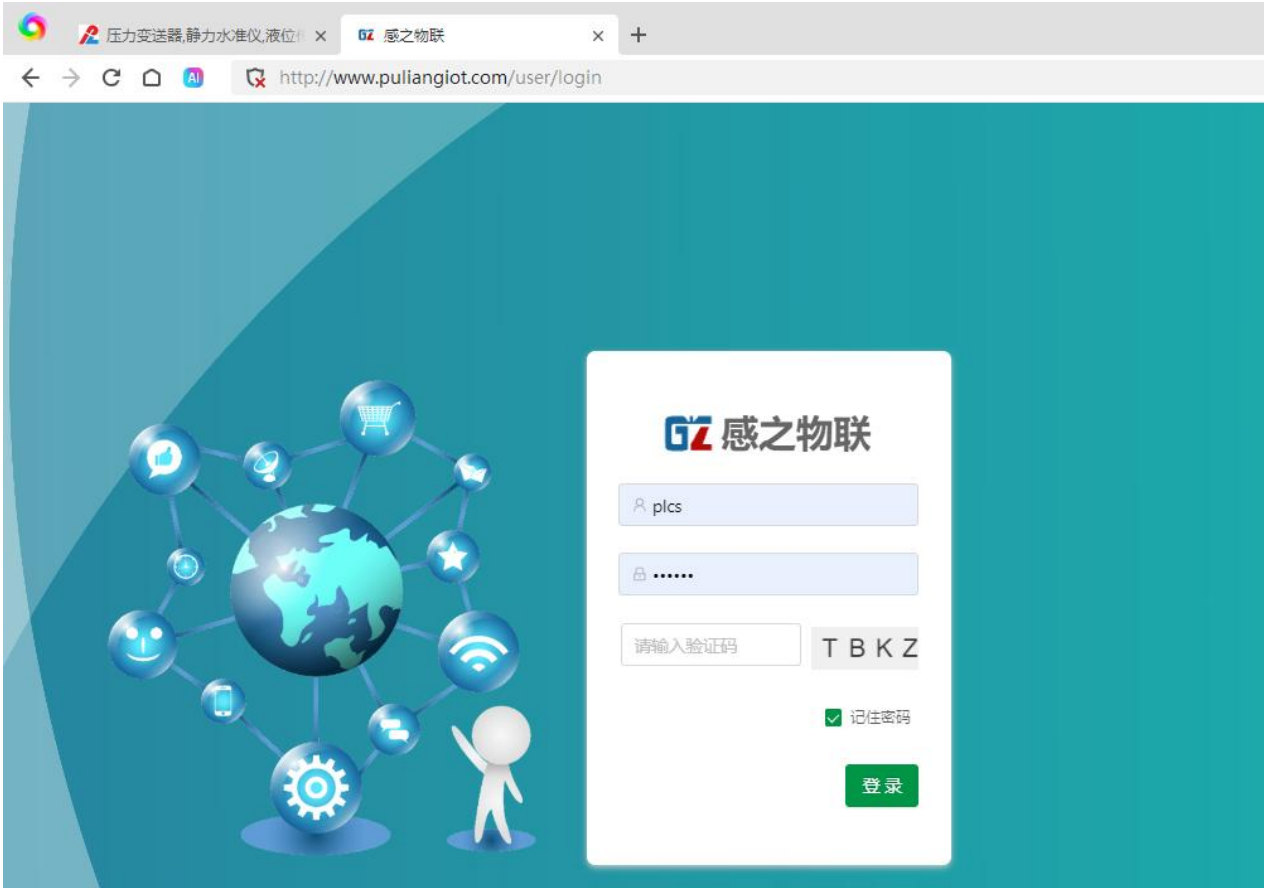 压力变送器,静力水准仪,液位
GZ 感之物联
AI
http://www.puliangiot.com/user/login
GZ 感之物联
plcs
••••••
请输入验证码
T B K Z
记住密码
登录